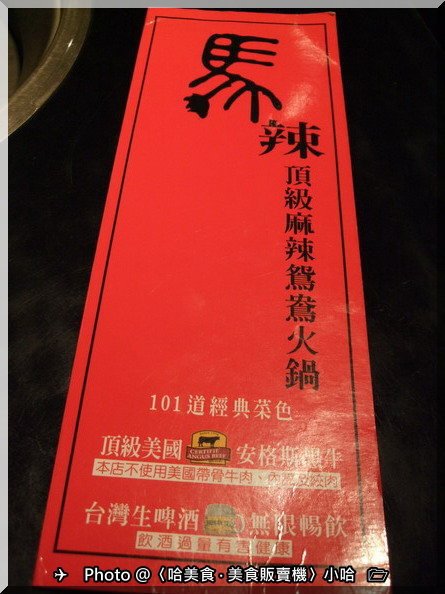 馬
辣
頂級麻辣鴛鴦火鍋
101道經典菜色
頂級美國 CERTIFIED ANGUS BEEF 安格斯黑牛
本店不使用美國帶骨牛肉、內臟及絞肉
台灣生啤酒 無限暢飲
飲酒過量有害健康
Photo @〈哈美食·美食販賣機〉小哈